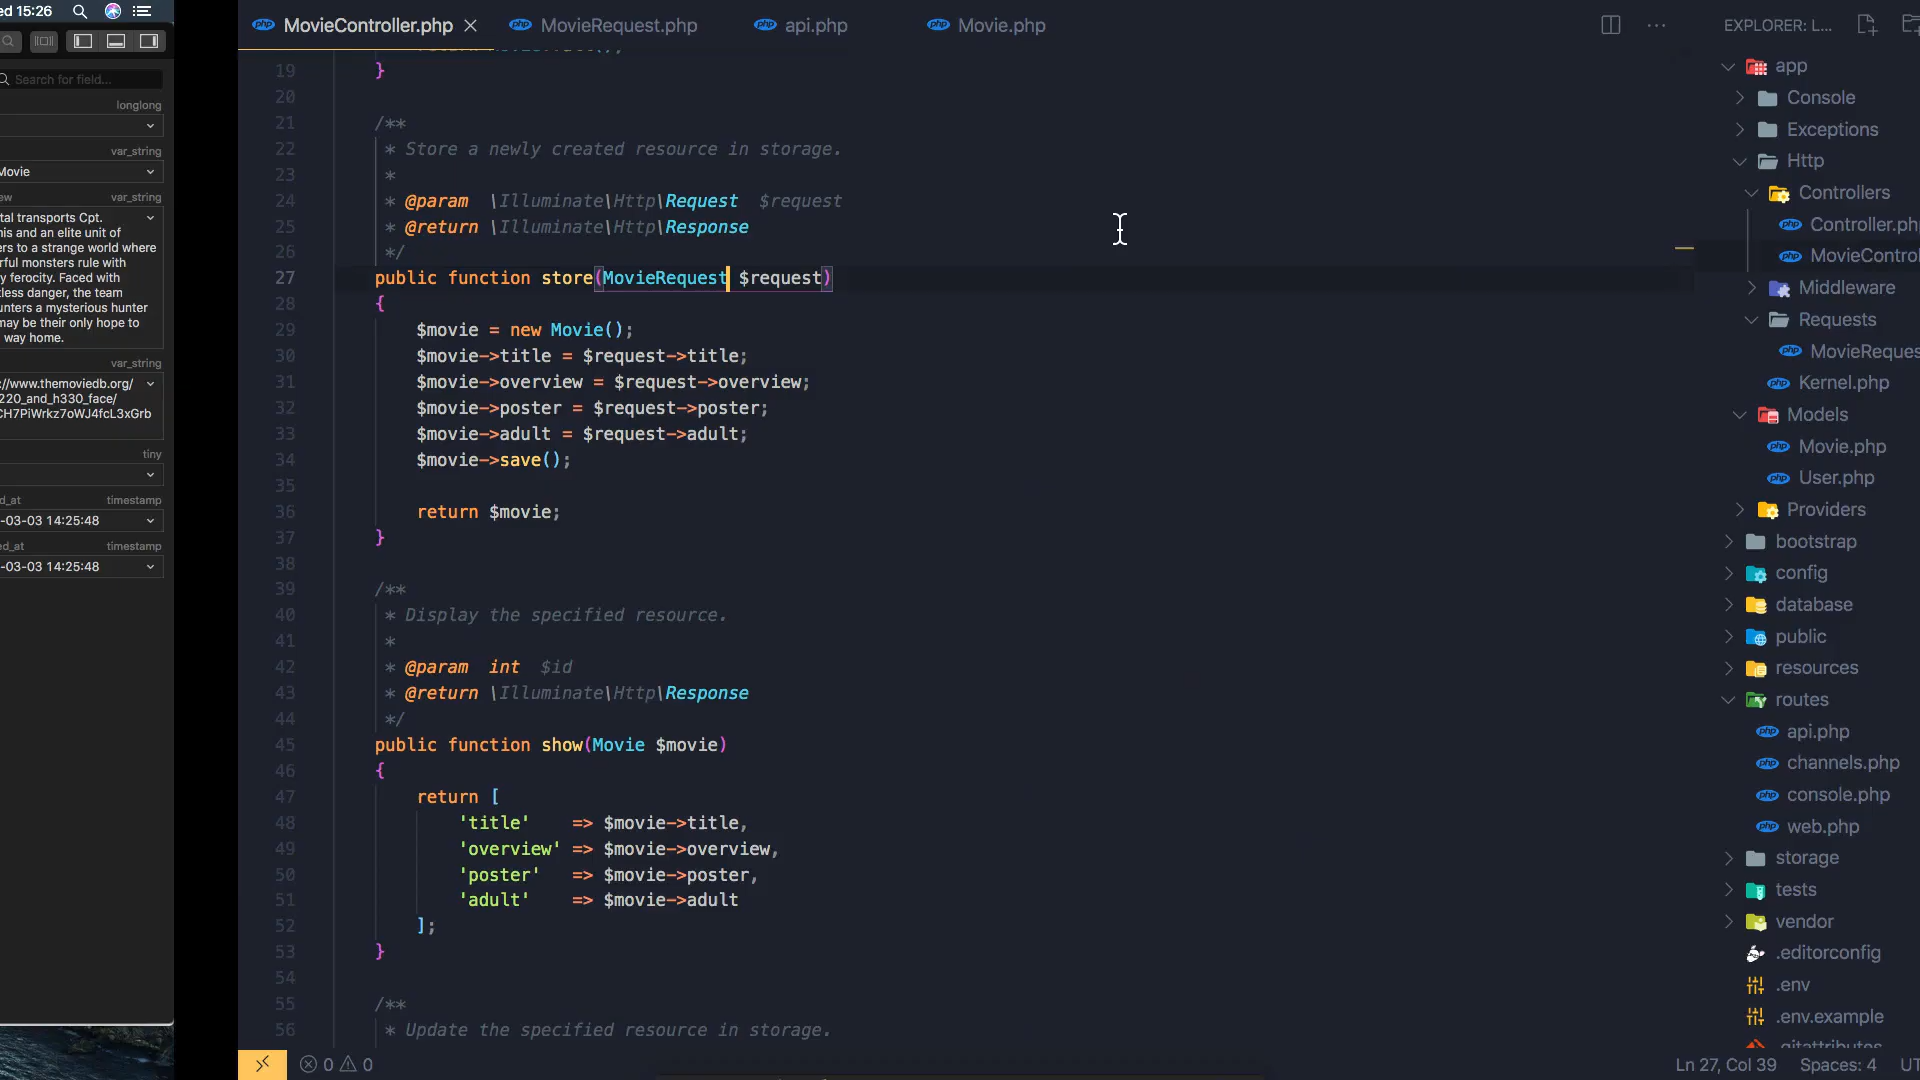 ed 15:26
MovieController.php
MovieRequest.php
api.php
Movie.php
EXPLORER: L...
Search for field...
longlong
var_string
Movie
ew var_string
tal transports Cpt.
nis and an elite unit of
ers to a strange world where
rful monsters rule with
y ferocity. Faced with
tless danger, the team
unters a mysterious hunter
may be their only hope to
way home.
var_string
://www.themoviedb.org/
220_and_h330_face/
CH7PiWrkz7oWJ4fcL3xGrb
tiny
d_at timestamp
-03-03 14:25:48
ed_at timestamp
-03-03 14:25:48
19 }
20
21 /**
22 * Store a newly created resource in storage.
23 *
24 * @param \Illuminate\Http\Request $request
25 * @return \Illuminate\Http\Response
26 */
27 public function store(MovieRequest $request)
28 {
29 $movie = new Movie();
30 $movie->title = $request->title;
31 $movie->overview = $request->overview;
32 $movie->poster = $request->poster;
33 $movie->adult = $request->adult;
34 $movie->save();
35
36 return $movie;
37 }
38
39 /**
40 * Display the specified resource.
41 *
42 * @param int $id
43 * @return \Illuminate\Http\Response
44 */
45 public function show(Movie $movie)
46 {
47 return [
48 'title' => $movie->title,
49 'overview' => $movie->overview,
50 'poster' => $movie->poster,
51 'adult' => $movie->adult
52 ];
53 }
54
55 /**
56 * Update the specified resource in storage.
app
Console
Exceptions
Http
Controllers
Controller.php
MovieControl
Middleware
Requests
MovieReques
Kernel.php
Models
Movie.php
User.php
Providers
bootstrap
config
database
public
resources
routes
api.php
channels.php
console.php
web.php
storage
tests
vendor
.editorconfig
.env
.env.example
.gitattributes
0 0
Ln 27, Col 39 Spaces: 4 UT